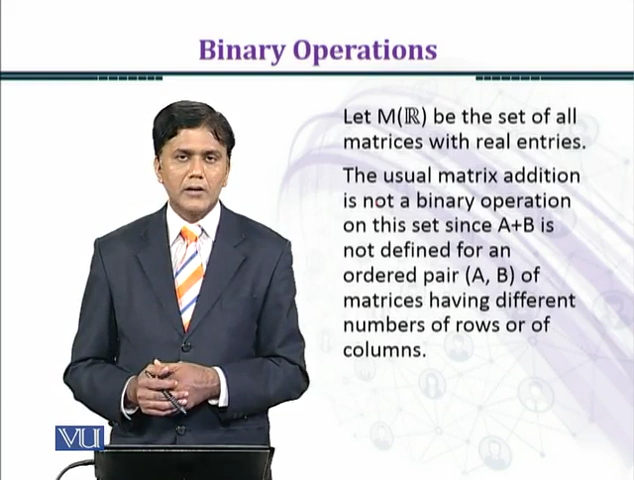 Binary Operations
Let M(ℝ) be the set of all
matrices with real entries.
The usual matrix addition
is not a binary operation
on this set since A+B is
not defined for an
ordered pair (A, B) of
matrices having different
numbers of rows or of
columns.
VU